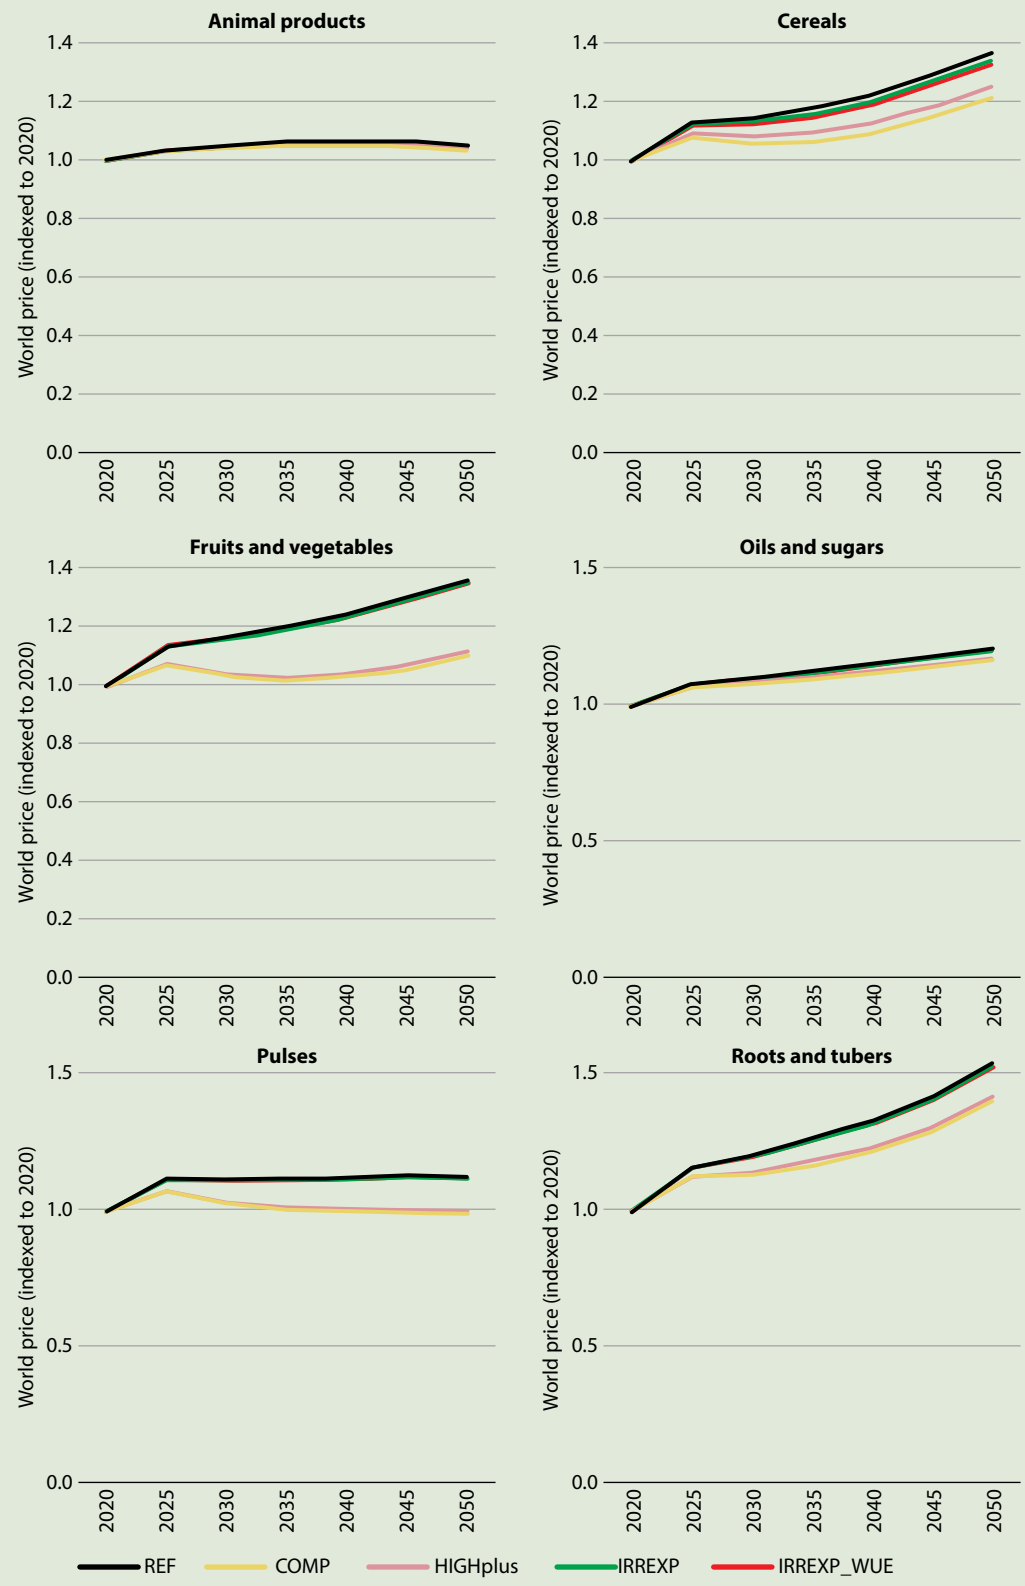 Animal products
World price (indexed to 2020)
1.4
1.2
1.0
0.8
0.6
0.4
0.2
0.0
2020 2025 2030 2035 2040 2045 2050
Cereals
World price (indexed to 2020)
1.4
1.2
1.0
0.8
0.6
0.4
0.2
0.0
2020 2025 2030 2035 2040 2045 2050
Fruits and vegetables
World price (indexed to 2020)
1.4
1.2
1.0
0.8
0.6
0.4
0.2
0.0
2020 2025 2030 2035 2040 2045 2050
Oils and sugars
World price (indexed to 2020)
1.5
1.0
0.5
0.0
2020 2025 2030 2035 2040 2045 2050
Pulses
World price (indexed to 2020)
1.5
1.0
0.5
0.0
2020 2025 2030 2035 2040 2045 2050
Roots and tubers
World price (indexed to 2020)
1.5
1.0
0.5
0.0
2020 2025 2030 2035 2040 2045 2050
REF COMP HIGHplus IRREXP IRREXP_WUE